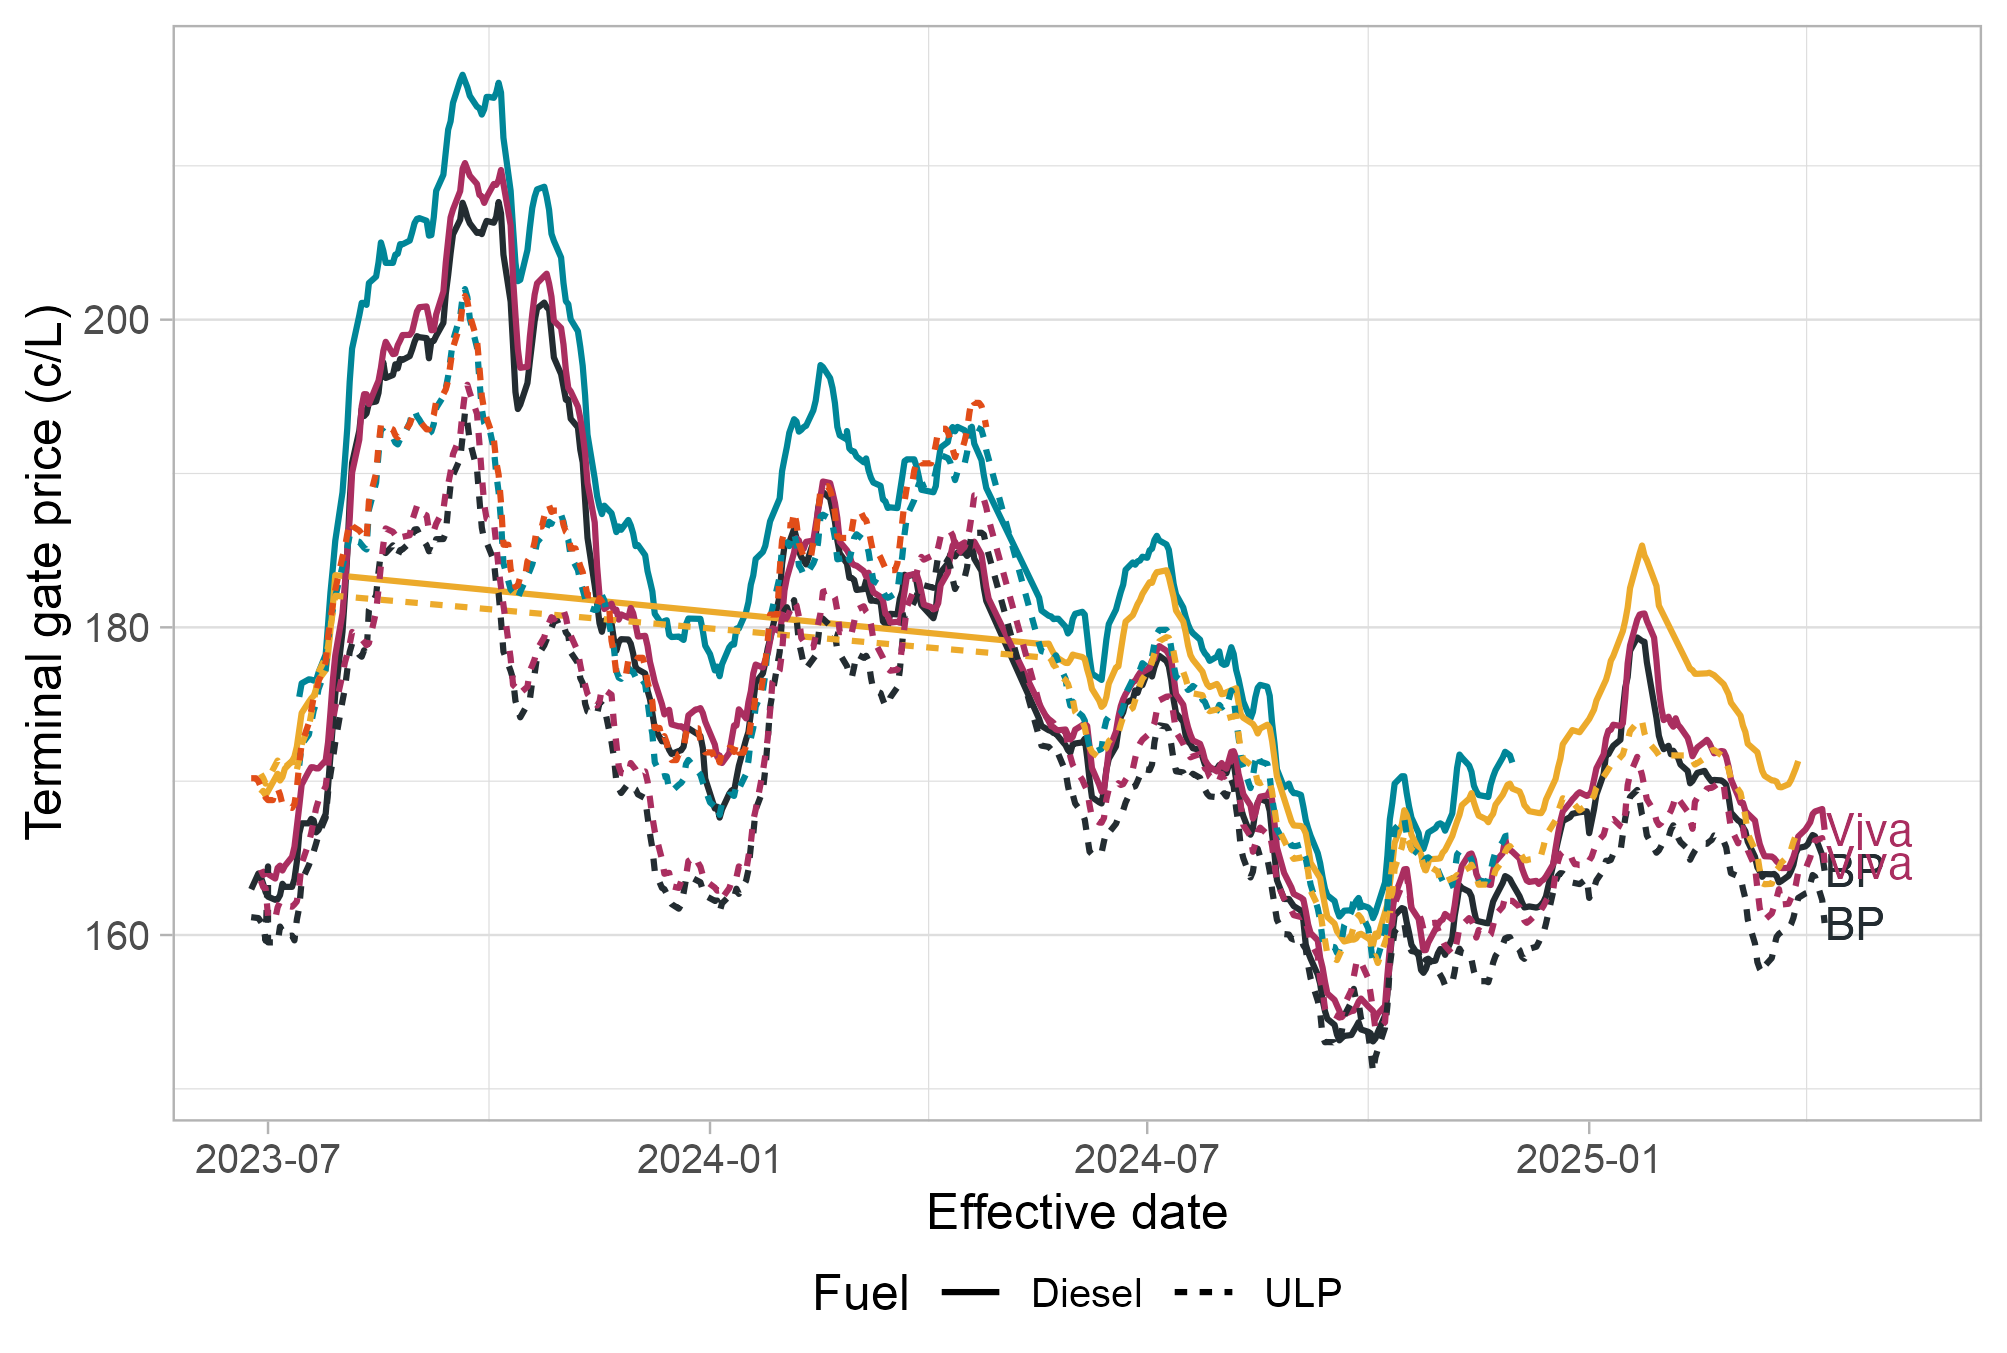 Terminal gate price (c/L)
200
180
160
Viva
Viva
BP
BP
2023-07
2024-01
2024-07
2025-01
Effective date
Fuel
Diesel
ULP